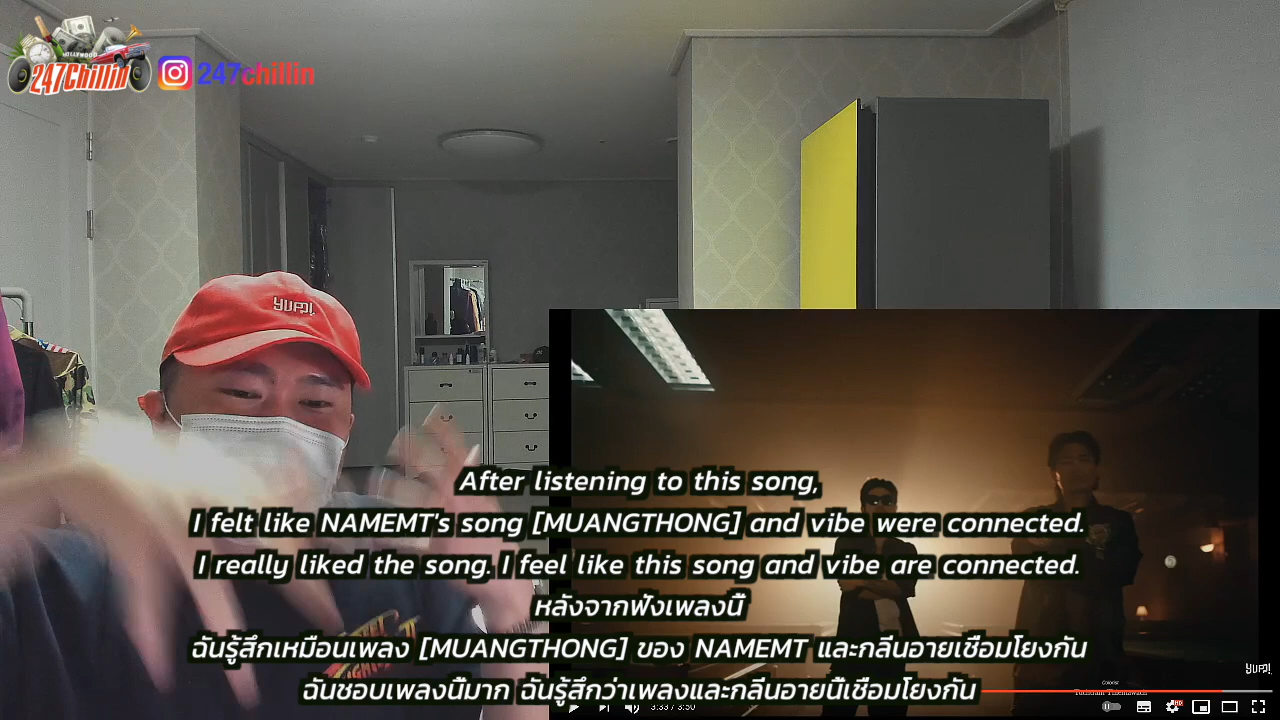 HOLLYWOOD
247Chillin
247chillin
YUPP!
After listening to this song,
I felt like NAMEMT's song [MUANGTHONG] and vibe were connected.
I really liked the song. I feel like this song and vibe are connected.
หลังจากฟังเพลงนี้
ฉันรู้สึกเหมือนเพลง [MUANGTHONG] ของ NAMEMT และกลิ่นอายเชื่อมโยงกัน
ฉันชอบเพลงนี้มาก ฉันรู้สึกว่าเพลงและกลิ่นอายนี้เชื่อมโยงกัน
YUPP!
Colorist
3:33 / 3:50
HD